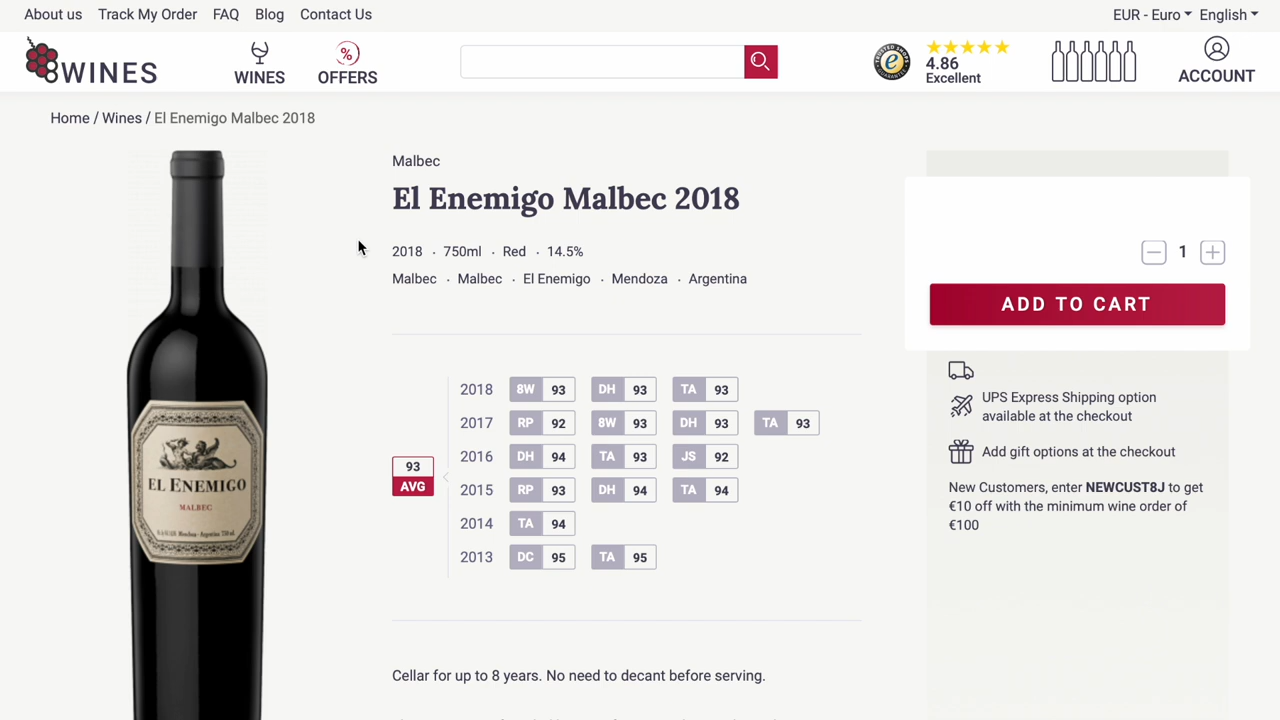 About us Track My Order FAQ Blog Contact Us EUR - Euro English
8WINES WINES % OFFERS TRUSTED SHOPS GUARANTEE e 4.86 Excellent ACCOUNT
Home / Wines / El Enemigo Malbec 2018
Malbec
El Enemigo Malbec 2018
2018 · 750ml · Red · 14.5%
Malbec · Malbec · El Enemigo · Mendoza · Argentina
1
ADD TO CART
UPS Express Shipping option
available at the checkout
Add gift options at the checkout
New Customers, enter NEWCUST8J to get
€10 off with the minimum wine order of
€100
93
AVG
2018 8W 93 DH 93 TA 93
2017 RP 92 8W 93 DH 93 TA 93
2016 DH 94 TA 93 JS 92
2015 RP 93 DH 94 TA 94
2014 TA 94
2013 DC 95 TA 95
EL ENEMIGO
MALBEC
Cellar for up to 8 years. No need to decant before serving.